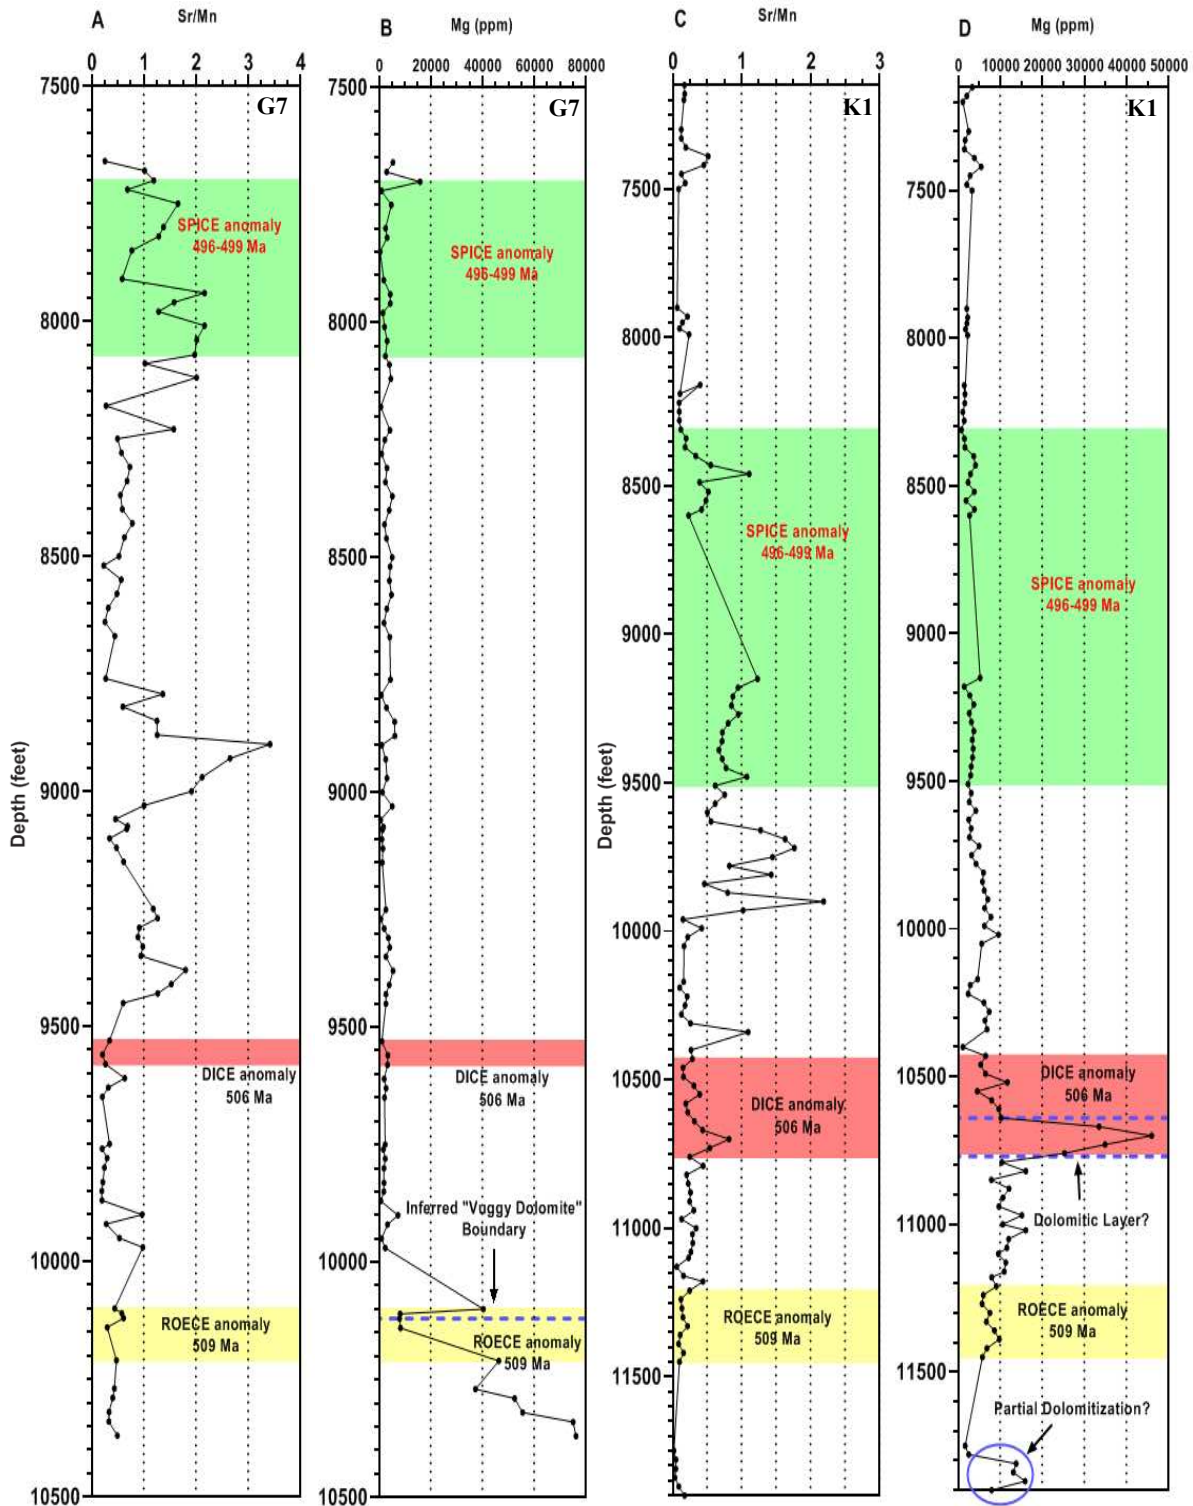 A
Sr/Mn
0 1 2 3 4
G7
7500
8000
8500
9000
9500
10000
10500
Depth (feet)
SPICE anomaly
496-499 Ma
DICE anomaly
506 Ma
ROECE anomaly
509 Ma
B
Mg (ppm)
0 20000 40000 60000 80000
G7
7500
8000
8500
9000
9500
10000
10500
SPICE anomaly
496-499 Ma
DICE anomaly
506 Ma
Inferred "Vuggy Dolomite"
Boundary
ROECE anomaly
509 Ma
C
Sr/Mn
0 1 2 3
K1
7500
8000
8500
9000
9500
10000
10500
11000
11500
Depth (feet)
SPICE anomaly
496-499 Ma
DICE anomaly
506 Ma
ROECE anomaly
509 Ma
D
Mg (ppm)
0 10000 20000 30000 40000 50000
K1
7500
8000
8500
9000
9500
10000
10500
11000
11500
SPICE anomaly
496-499 Ma
DICE anomaly
506 Ma
Dolomitic Layer?
ROECE anomaly
509 Ma
Partial Dolomitization?